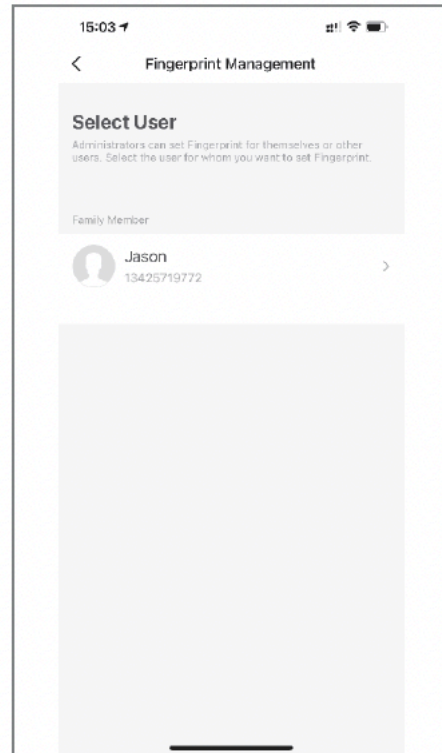 15:03
Fingerprint Management
Select User
Administrators can set Fingerprint for themselves or other
users. Select the user for whom you want to set Fingerprint.
Family Member
Jason
13425719772